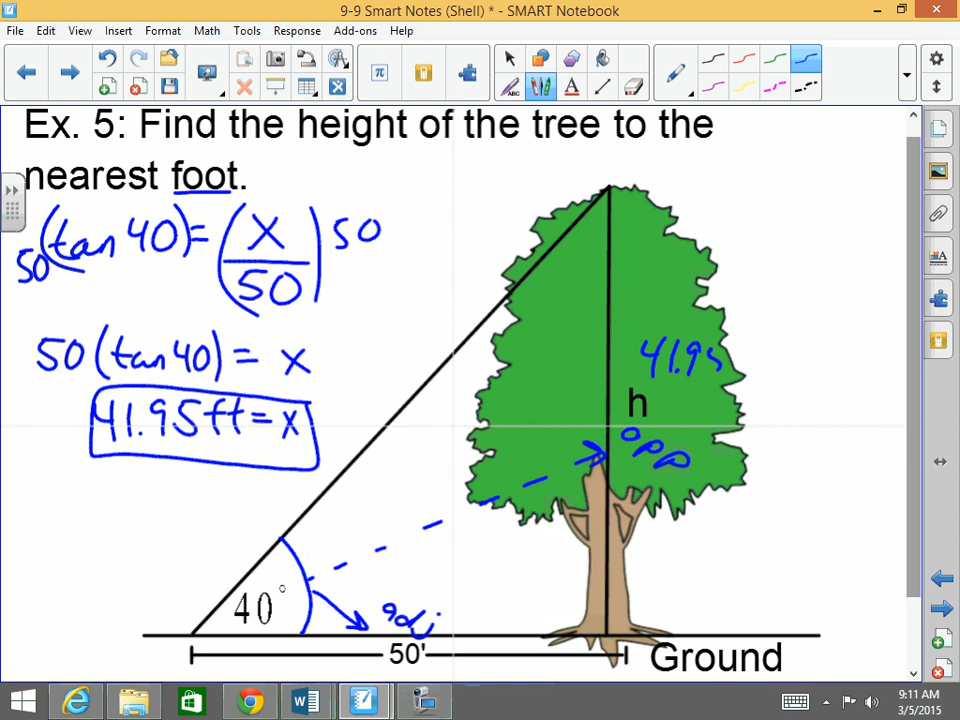 9-9 Smart Notes (Shell) * - SMART Notebook
File Edit View Insert Format Math Tools Response Add-ons Help
Ex. 5: Find the height of the tree to the
nearest foot.
50(tan 40) = (x/50) 50
50(tan 40) = x
41.95ft = x
41.95
h
opp
40°
adj
50'
Ground
9:11 AM
3/5/2015